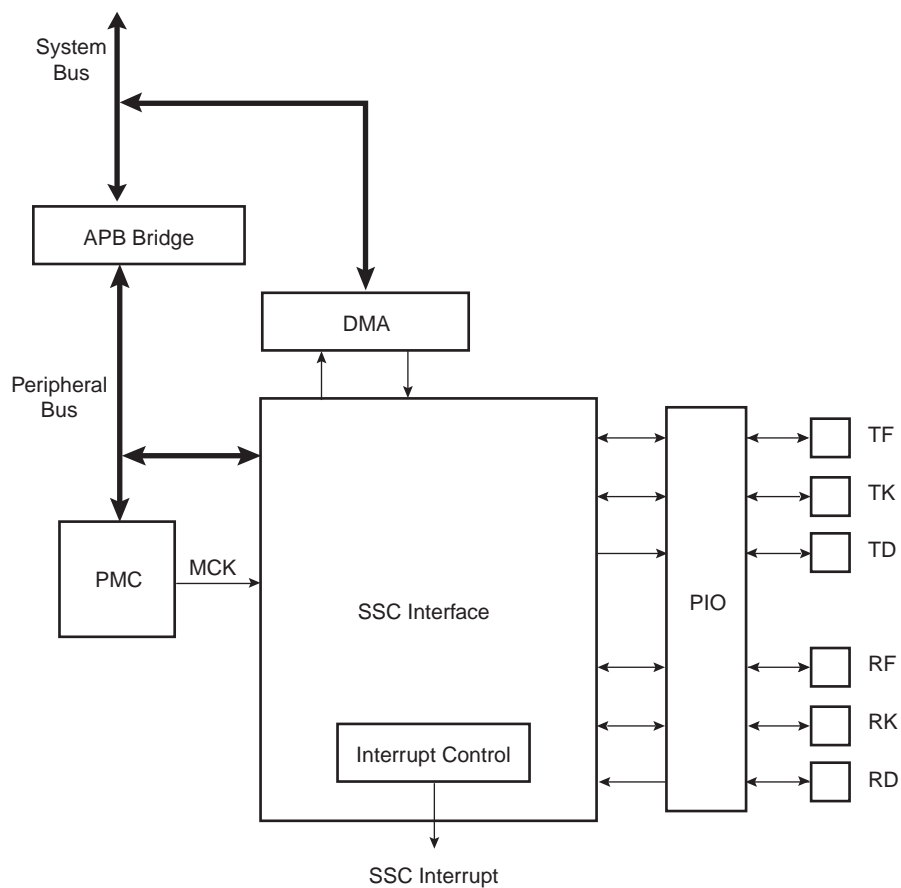 System
Bus
APB Bridge
DMA
Peripheral
Bus
TF
TK
TD
PMC
MCK
SSC Interface
PIO
RF
RK
RD
Interrupt Control
SSC Interrupt